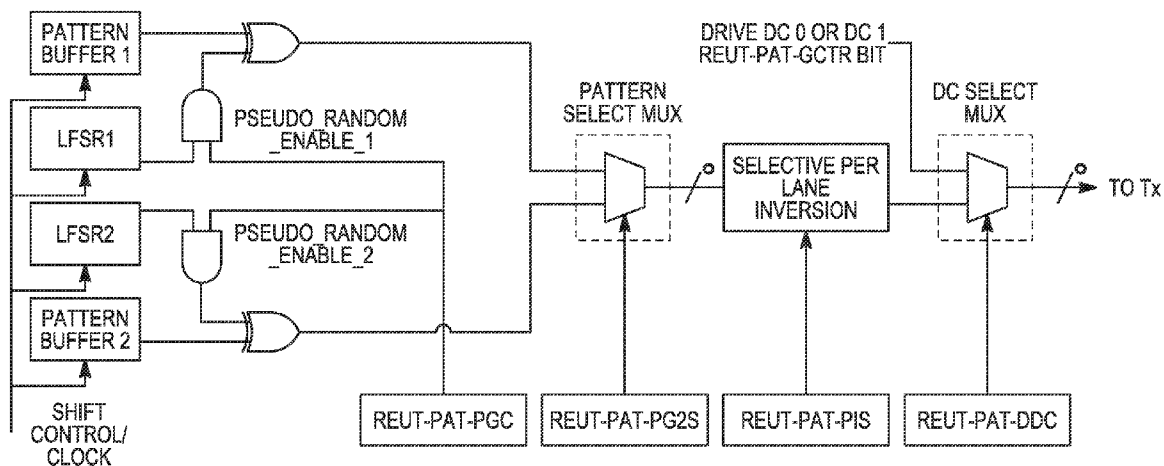 PATTERN
BUFFER 1
LFSR1
LFSR2
PATTERN
BUFFER 2
SHIFT
CONTROL/
CLOCK
PSEUDO_RANDOM
_ENABLE_1
PSEUDO_RANDOM
_ENABLE_2
PATTERN
SELECT MUX
DRIVE DC 0 OR DC 1
REUT-PAT-GCTR BIT
SELECTIVE PER
LANE
INVERSION
DC SELECT
MUX
TO Tx
REUT-PAT-PGC
REUT-PAT-PG2S
REUT-PAT-PIS
REUT-PAT-DDC